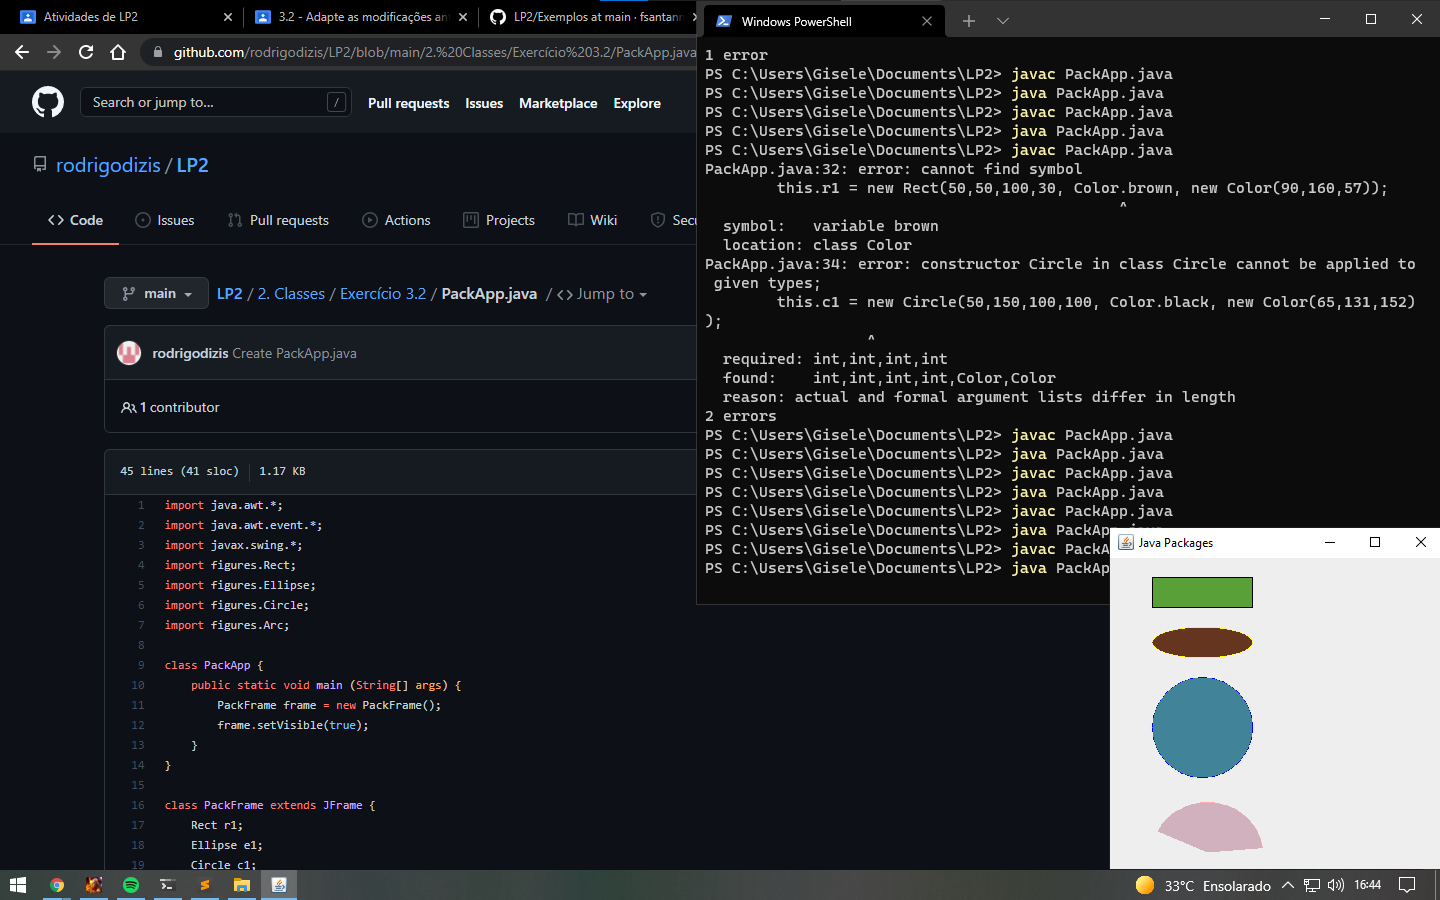 Atividades de LP2
3.2 - Adapte as modificações an
LP2/Exemplos at main · fsantann
github.com/rodrigodizis/LP2/blob/main/2.%20Classes/Exercício%203.2/PackApp.java
Search or jump to...
/
Pull requests
Issues
Marketplace
Explore
rodrigodizis / LP2
Code
Issues
Pull requests
Actions
Projects
Wiki
Secu
main
LP2 / 2. Classes / Exercício 3.2 / PackApp.java / <> Jump to
rodrigodizis Create PackApp.java
1 contributor
45 lines (41 sloc)
1.17 KB
1 import java.awt.*;
2 import java.awt.event.*;
3 import javax.swing.*;
4 import figures.Rect;
5 import figures.Ellipse;
6 import figures.Circle;
7 import figures.Arc;
8
9 class PackApp {
10 public static void main (String[] args) {
11 PackFrame frame = new PackFrame();
12 frame.setVisible(true);
13 }
14 }
15
16 class PackFrame extends JFrame {
17 Rect r1;
18 Ellipse e1;
19 Circle c1;
Windows PowerShell
1 error
PS C:\Users\Gisele\Documents\LP2> javac PackApp.java
PS C:\Users\Gisele\Documents\LP2> java PackApp.java
PS C:\Users\Gisele\Documents\LP2> javac PackApp.java
PS C:\Users\Gisele\Documents\LP2> java PackApp.java
PS C:\Users\Gisele\Documents\LP2> javac PackApp.java
PackApp.java:32: error: cannot find symbol
this.r1 = new Rect(50,50,100,30, Color.brown, new Color(90,160,57));
^
symbol: variable brown
location: class Color
PackApp.java:34: error: constructor Circle in class Circle cannot be applied to
given types;
this.c1 = new Circle(50,150,100,100, Color.black, new Color(65,131,152)
);
^
required: int,int,int,int
found: int,int,int,int,Color,Color
reason: actual and formal argument lists differ in length
2 errors
PS C:\Users\Gisele\Documents\LP2> javac PackApp.java
PS C:\Users\Gisele\Documents\LP2> java PackApp.java
PS C:\Users\Gisele\Documents\LP2> javac PackApp.java
PS C:\Users\Gisele\Documents\LP2> java PackApp.java
PS C:\Users\Gisele\Documents\LP2> javac PackApp.java
PS C:\Users\Gisele\Documents\LP2> java PackApp.java
PS C:\Users\Gisele\Documents\LP2> javac PackA
PS C:\Users\Gisele\Documents\LP2> java PackAp
Java Packages
33°C Ensolarado
16:44